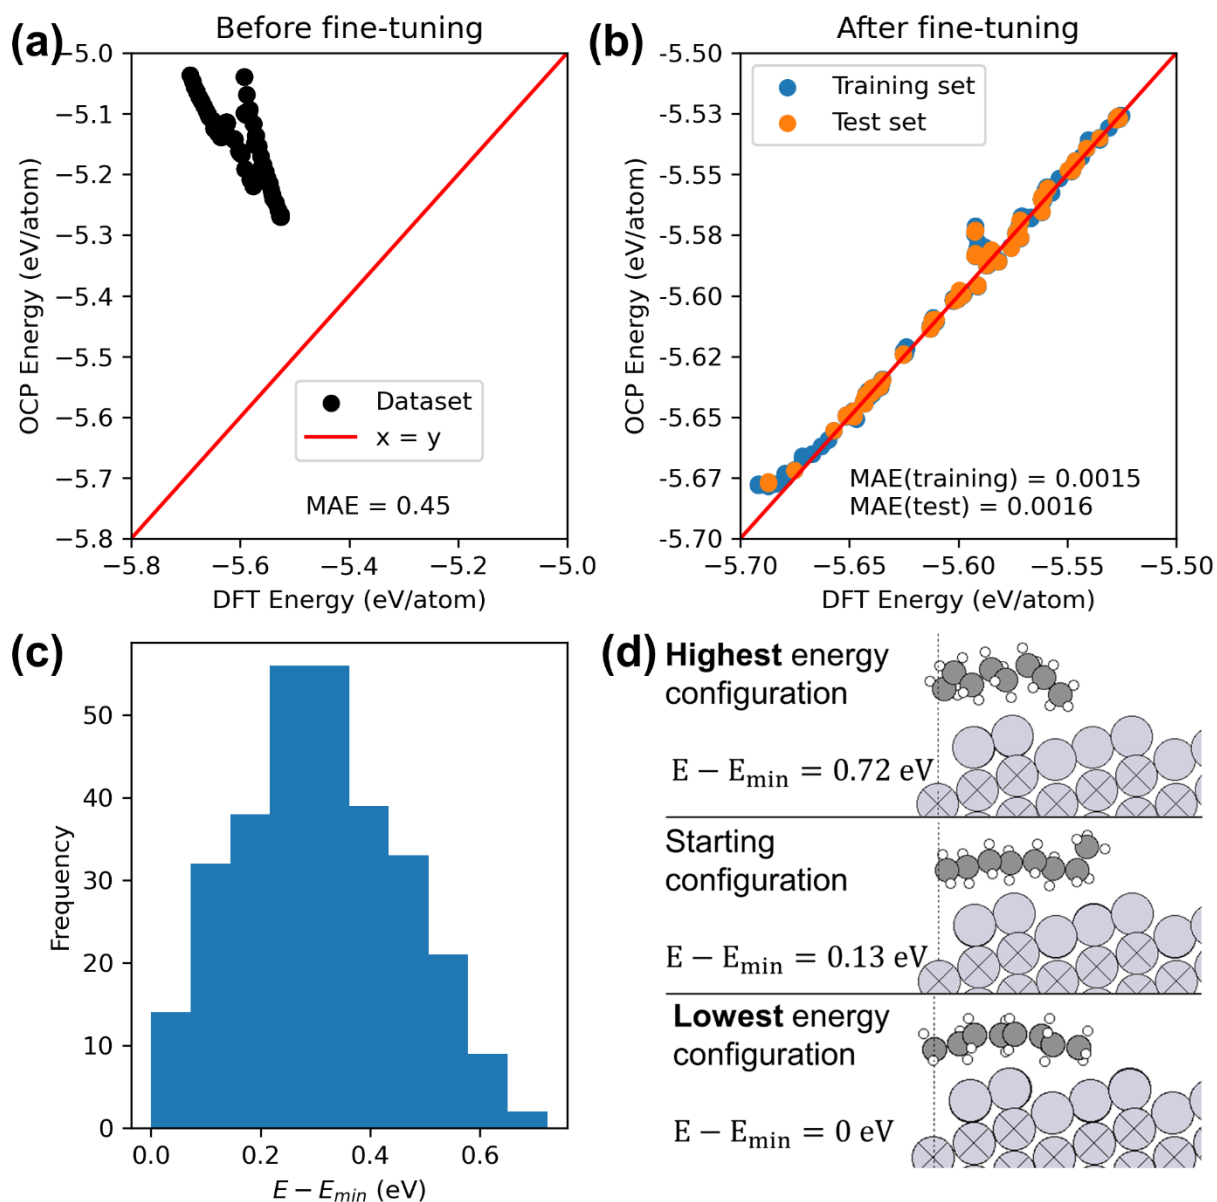 (a)
Before fine-tuning
−5.0
−5.1
−5.2
−5.3
−5.4
−5.5
−5.6
−5.7
−5.8
OCP Energy (eV/atom)
Dataset
x = y
MAE = 0.45
−5.8
−5.6
−5.4
−5.2
−5.0
DFT Energy (eV/atom)
(b)
After fine-tuning
-5.50
-5.53
-5.55
-5.58
-5.60
-5.62
-5.65
-5.67
-5.70
OCP Energy (eV/atom)
Training set
Test set
MAE(training) = 0.0015
MAE(test) = 0.0016
−5.70
−5.65
−5.60
−5.55
−5.50
DFT Energy (eV/atom)
(c)
50
40
30
20
10
0
Frequency
0.0
0.2
0.4
0.6
E − Emin (eV)
(d)
Highest energy
configuration
E − Emin = 0.72 eV
Starting
configuration
E − Emin = 0.13 eV
Lowest energy
configuration
E − Emin = 0 eV